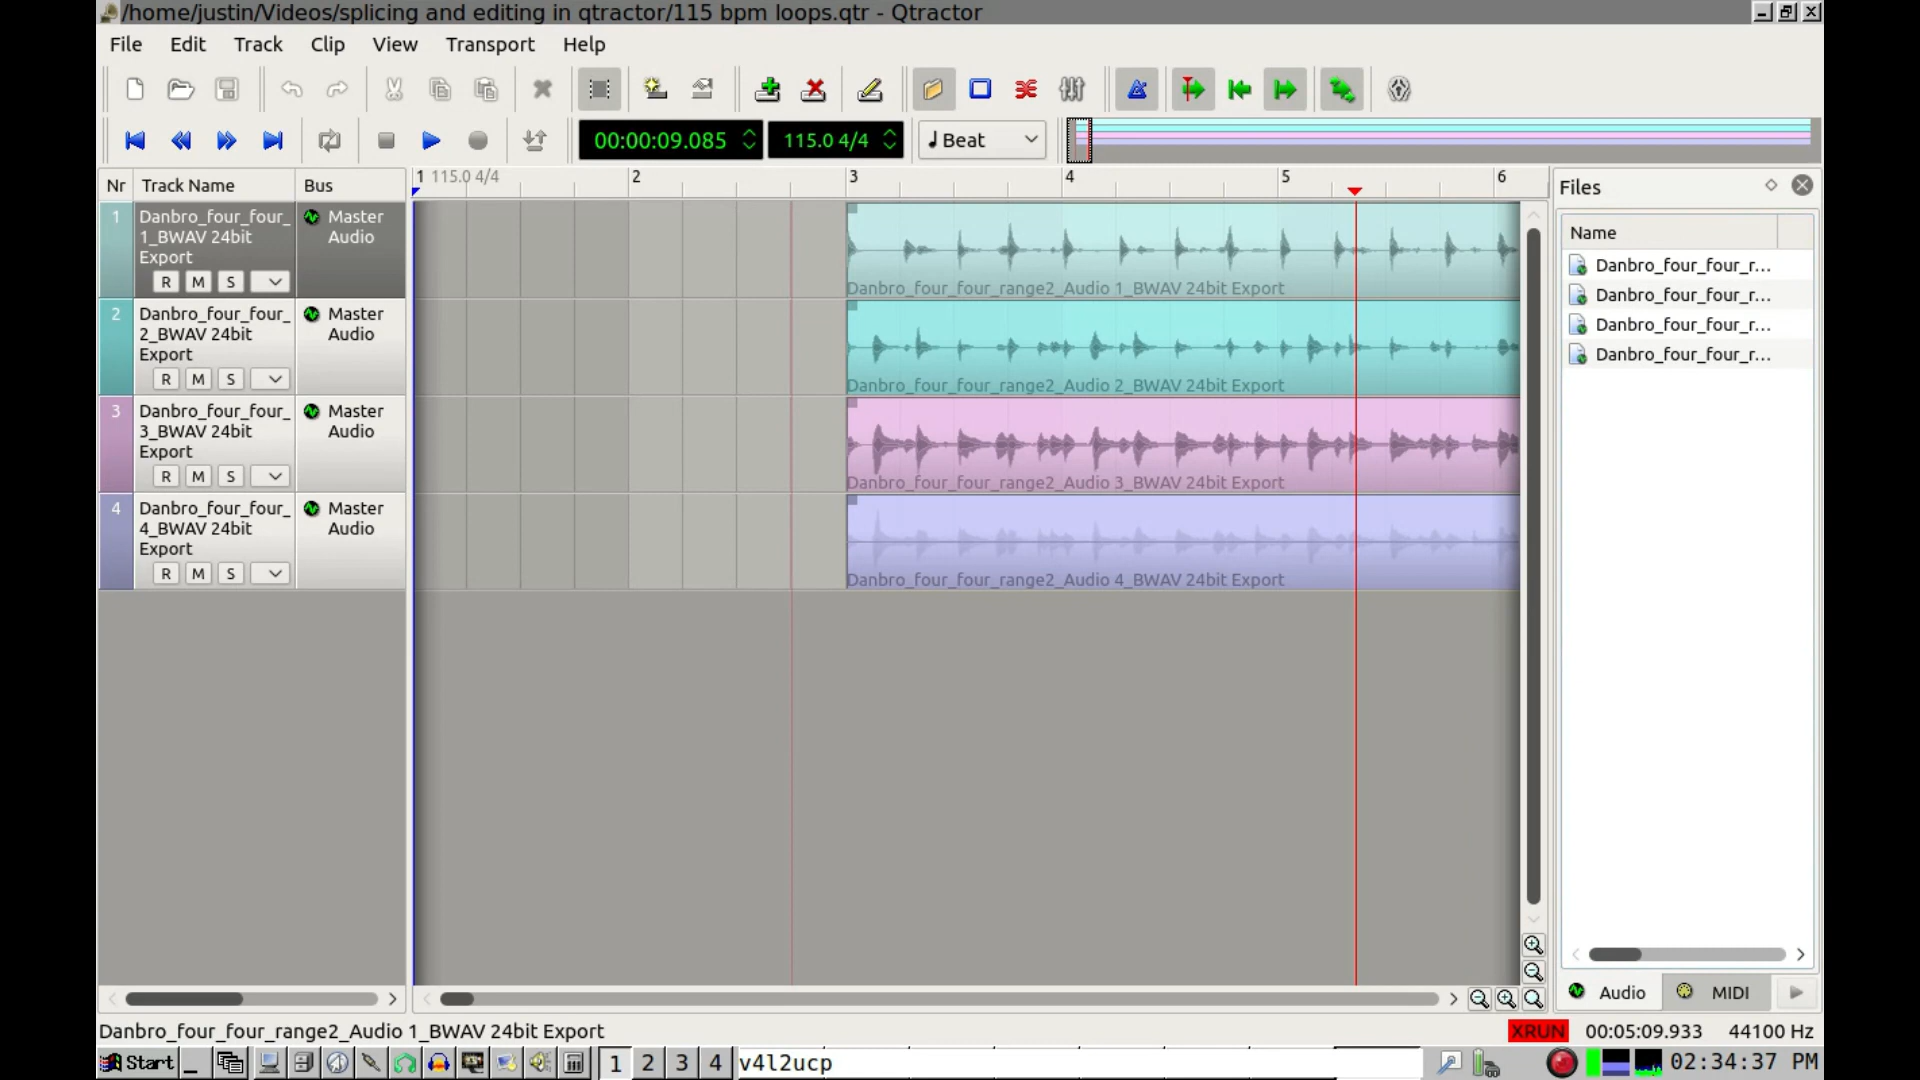 /home/justin/Videos/splicing and editing in qtractor/115 bpm loops.qtr - Qtractor
File Edit Track Clip View Transport Help
00:00:09.085 115.0 4/4 Beat
Nr Track Name Bus
1 115.0 4/4 2 3 4 5 6
Files
Name
1 Danbro_four_four_ Master
1_BWAV 24bit Audio
Export
R M S
Danbro_four_four_range2_Audio 1_BWAV 24bit Export
2 Danbro_four_four_ Master
2_BWAV 24bit Audio
Export
R M S
Danbro_four_four_range2_Audio 2_BWAV 24bit Export
3 Danbro_four_four_ Master
3_BWAV 24bit Audio
Export
R M S
Danbro_four_four_range2_Audio 3_BWAV 24bit Export
4 Danbro_four_four_ Master
4_BWAV 24bit Audio
Export
R M S
Danbro_four_four_range2_Audio 4_BWAV 24bit Export
Danbro_four_four_r...
Danbro_four_four_r...
Danbro_four_four_r...
Danbro_four_four_r...
Audio MIDI
Danbro_four_four_range2_Audio 1_BWAV 24bit Export XRUN 00:05:09.933 44100 Hz
Start 1 2 3 4 v4l2ucp 02:34:37 PM